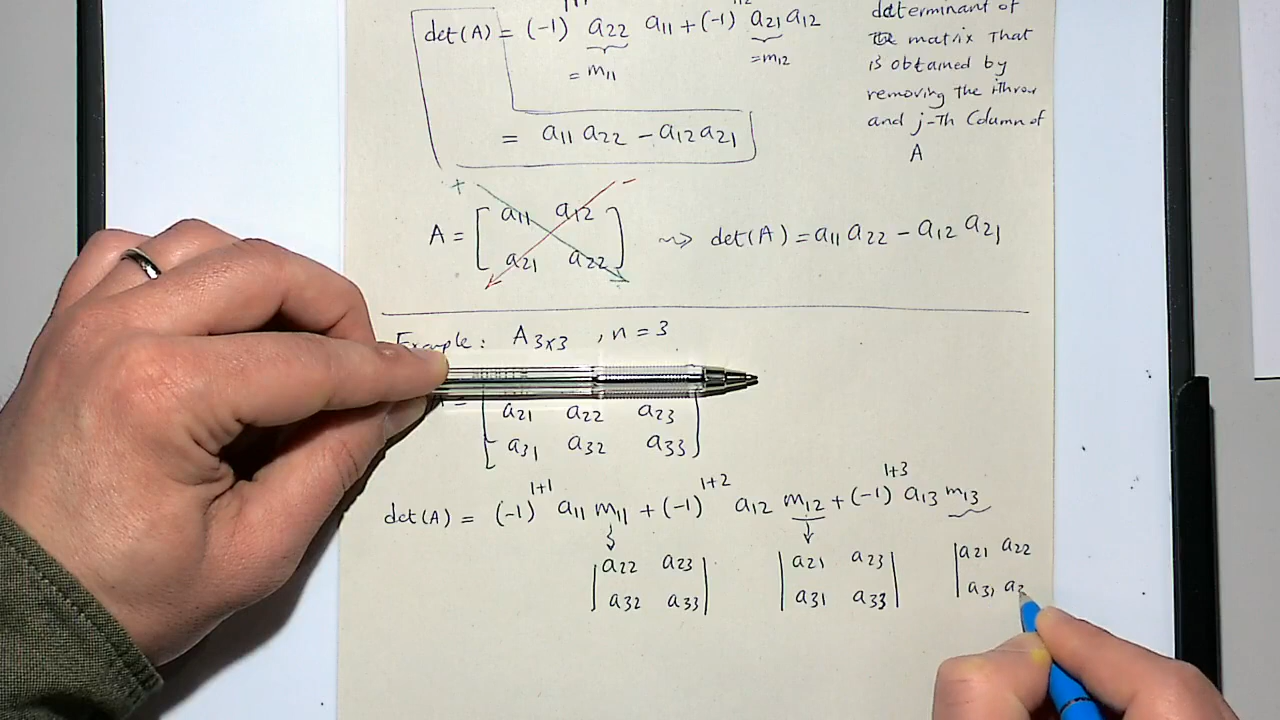 det(A) = (-1) a22 a11 + (-1) a21 a12
= m11
= m12
= a11 a22 - a12 a21
determinant of
the matrix that
is obtained by
removing the ith row
and j-th Column of
A
+ -
A = [ a11 a12
a21 a22 ] ⇝ det(A) = a11 a22 - a12 a21
Example: A3x3 , n = 3
a21 a22 a23
a31 a32 a33
det(A) = (-1)^1+1 a11 m11 + (-1)^1+2 a12 m12 + (-1)^1+3 a13 m13
| a22 a23 | | a21 a23 | | a21 a22
| a32 a33 | | a31 a33 | | a31 a3